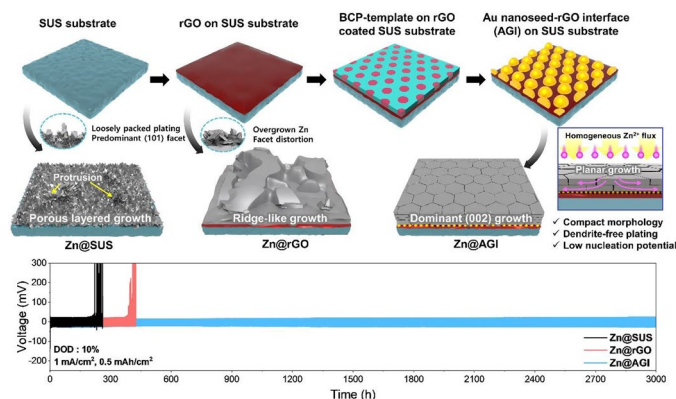 SUS substrate
rGO on SUS substrate
BCP-template on rGO
coated SUS substrate
Au nanoseed-rGO interface
(AGI) on SUS substrate
Loosely packed plating
Predominant (101) facet
Overgrown Zn
Facet distortion
Homogeneous Zn2+ flux
Planar growth
Protrusion
Porous layered growth
Ridge-like growth
Dominant (002) growth
Zn@SUS
Zn@rGO
Zn@AGI
✓ Compact morphology
✓ Dendrite-free plating
✓ Low nucleation potential
Voltage (mV)
300
200
100
0
-100
-200
DOD : 10%
1 mA/cm², 0.5 mAh/cm²
Zn@SUS
Zn@rGO
Zn@AGI
0 300 600 900 1200 1500 1800 2100 2400 2700 3000
Time (h)